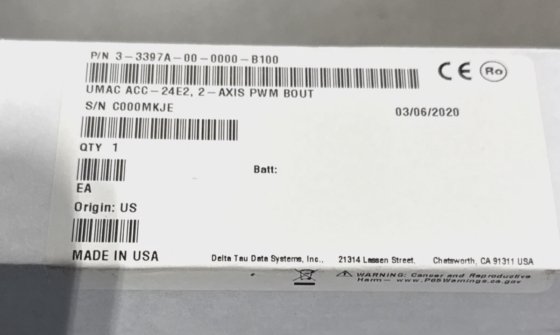 P/N 3-3397A-00-0000-B100
UMAC ACC-24E2, 2-AXIS PWM BOUT
S/N C000MKJE
03/06/2020
QTY 1
Batt:
EA
Origin: US
MADE IN USA
Delta Tau Data Systems, Inc., 21314 Lassen Street, Chatsworth, CA 91311 USA
WARNING: Cancer and Reproductive
Harm- www.P65Warnings.ca.gov
CE Ro